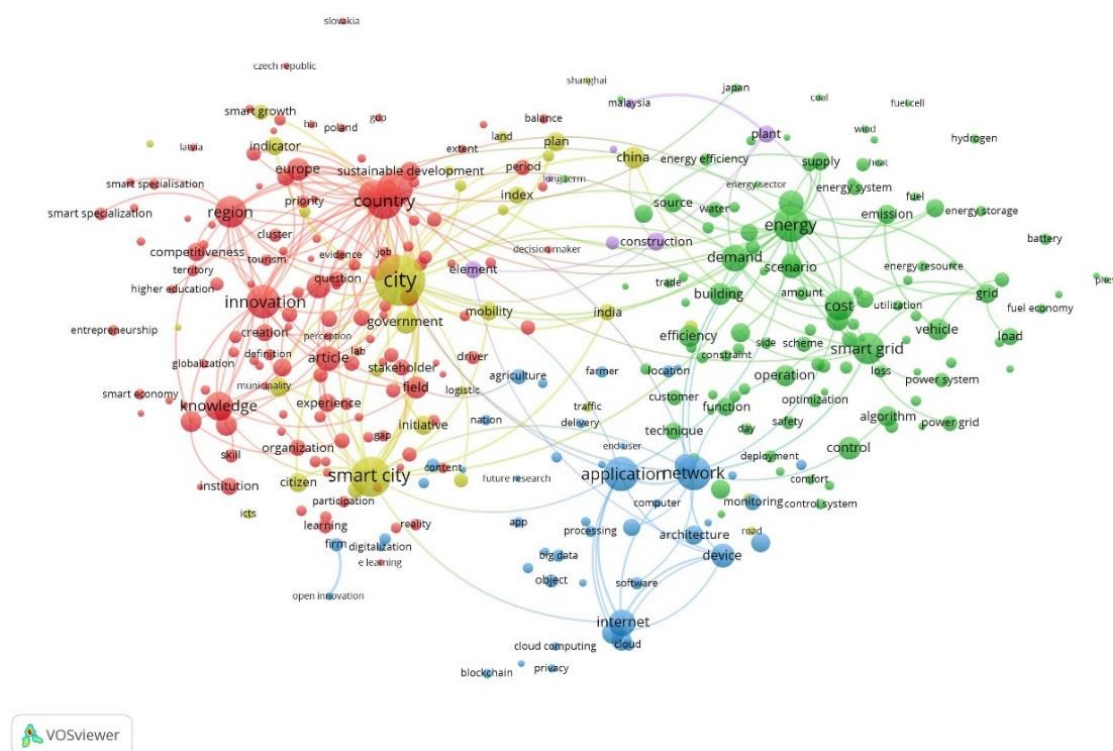 slovakia
czech republic
shanghai
malaysia
japan
coal
fuel cell
smart growth
bin
poland
gdp
balance
land
plan
plant
wind
hydrogen
latvia
indicator
extent
china
energy efficiency
supply
heat
smart specialisation
europe
sustainable development
period
long term
energy sector
energy system
fuel
smart specialization
region
priority
country
index
source
water
energy
emission
energy storage
cluster
competitiveness
tourism
evidence
job
decision maker
construction
demand
battery
territory
question
element
scenario
energy resource
phev
higher education
city
trade
building
amount
utilization
grid
fuel economy
innovation
mobility
india
cost
entrepreneurship
creation
government
perception
efficiency
side
scheme
vehicle
load
globalization
definition
lab
article
stakeholder
driver
constraint
smart grid
loss
municipality
agriculture
farmer
location
operation
power system
smart economy
knowledge
experience
field
logistic
customer
function
optimization
traffic
delivery
nation
initiative
technique
day
safety
algorithm
power grid
skill
organization
gap
end user
deployment
control
institution
citizen
smart city
content
future research
application
network
comfort
participation
computer
monitoring
control system
icts
learning
reality
app
processing
architecture
road
firm
digitalization
e learning
big data
device
object
software
open innovation
internet
cloud computing
cloud
blockchain
privacy
VOSviewer